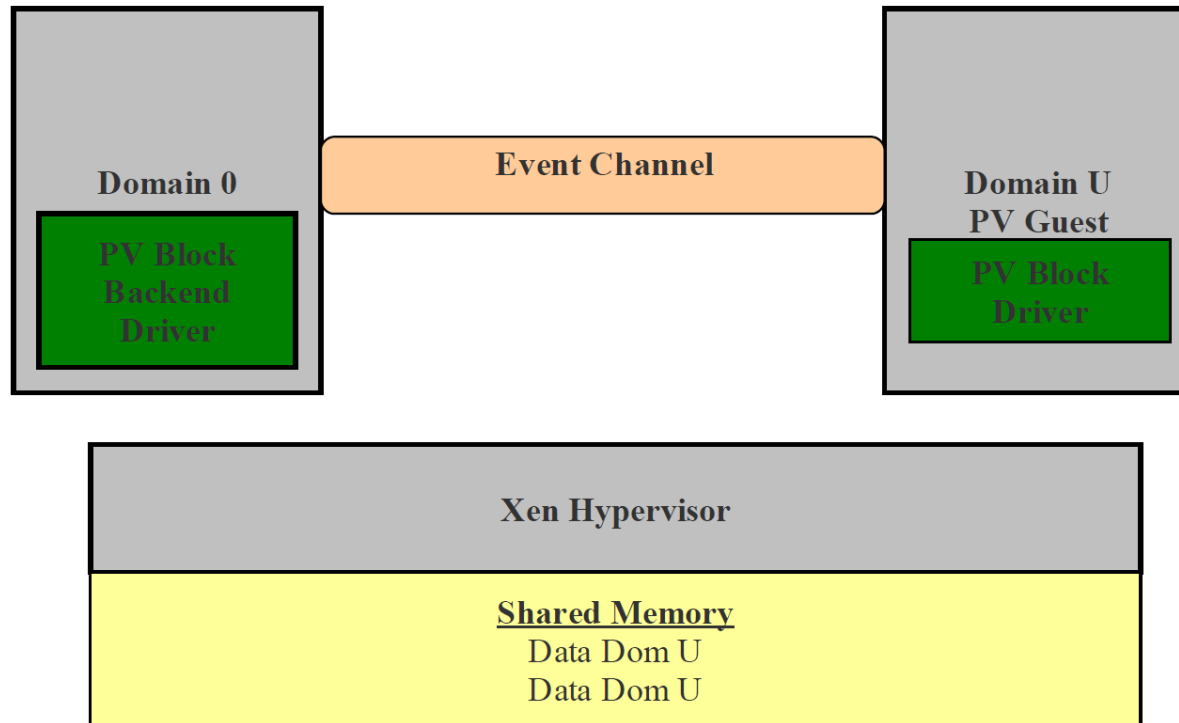 Domain 0
PV Block
Backend
Driver
Event Channel
Domain U
PV Guest
PV Block
Driver
Xen Hypervisor
Shared Memory
Data Dom U
Data Dom U